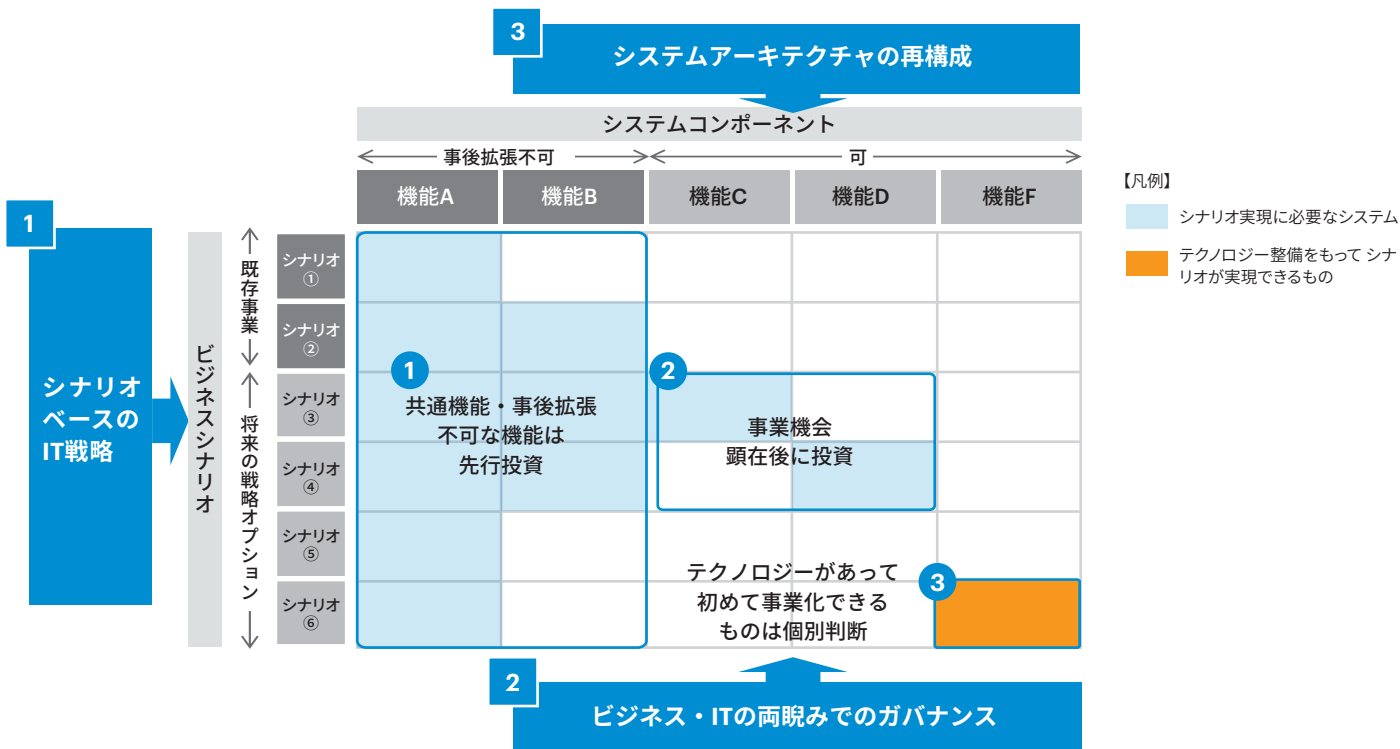 3
システムアーキテクチャの再構成
システムコンポーネント
事後拡張不可
可
機能A
機能B
機能C
機能D
機能F
【凡例】
シナリオ実現に必要なシステム
テクノロジー整備をもって シナ
リオが実現できるもの
1
シナリオ
ベースの
IT戦略
ビジネスシナリオ
既存事業
将来の戦略オプション
シナリオ
①
シナリオ
②
シナリオ
③
シナリオ
④
シナリオ
⑤
シナリオ
⑥
1
共通機能・事後拡張
不可な機能は
先行投資
2
事業機会
顕在後に投資
テクノロジーがあって
初めて事業化できる
ものは個別判断
3
2
ビジネス・ITの両睨みでのガバナンス